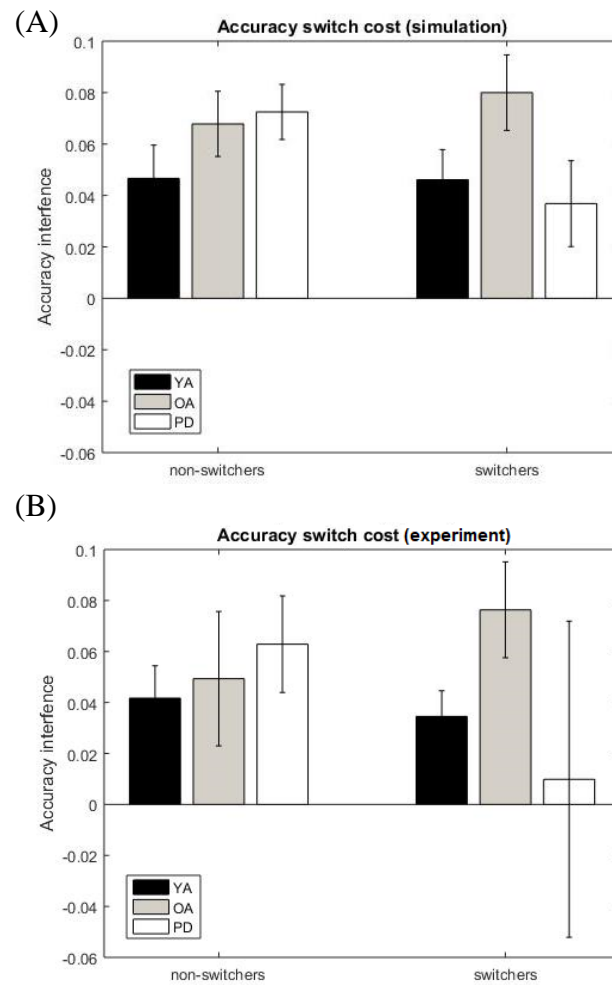 (A)
Accuracy switch cost (simulation)
0.1
0.08
0.06
0.04
0.02
0
-0.02
-0.04
-0.06
Accuracy interfence
YA
OA
PD
non-switchers switchers
(B)
Accuracy switch cost (experiment)
0.1
0.08
0.06
0.04
0.02
0
-0.02
-0.04
-0.06
Accuracy interfence
YA
OA
PD
non-switchers switchers